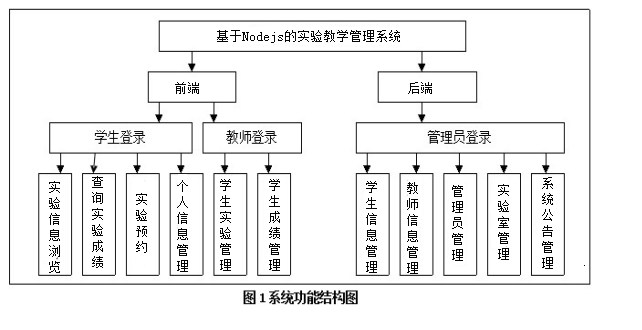 基于Nodejs的实验教学管理系统
前端
后端
学生登录
教师登录
管理员登录
实验信息浏览
查询实验成绩
实验预约
个人信息管理
学生实验管理
学生成绩管理
学生信息管理
教师信息管理
管理员管理
实验室管理
系统公告管理
图 1 系统功能结构图